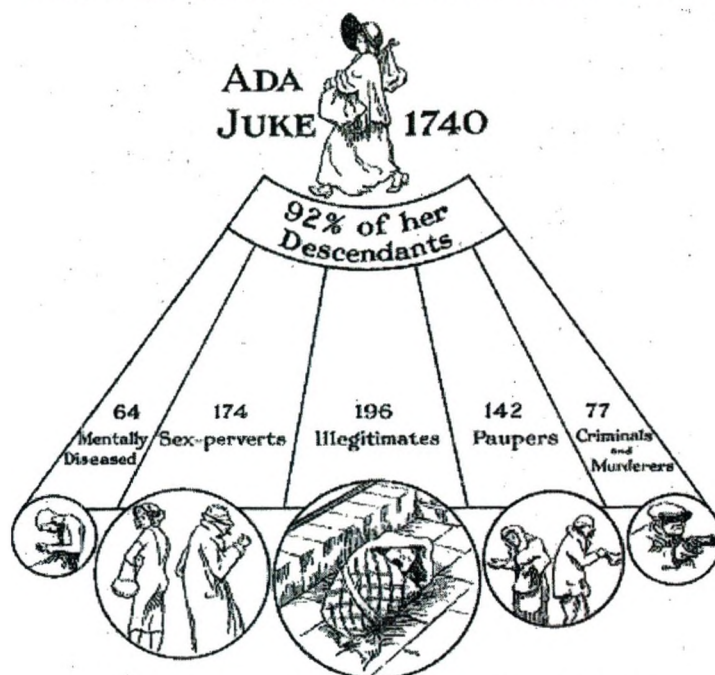 ADA
JUKE 1740
92% of her
Descendants
64
Mentally
Diseased
174
Sex-perverts
196
Illegitimates
142
Paupers
77
Criminals
and
Murderers